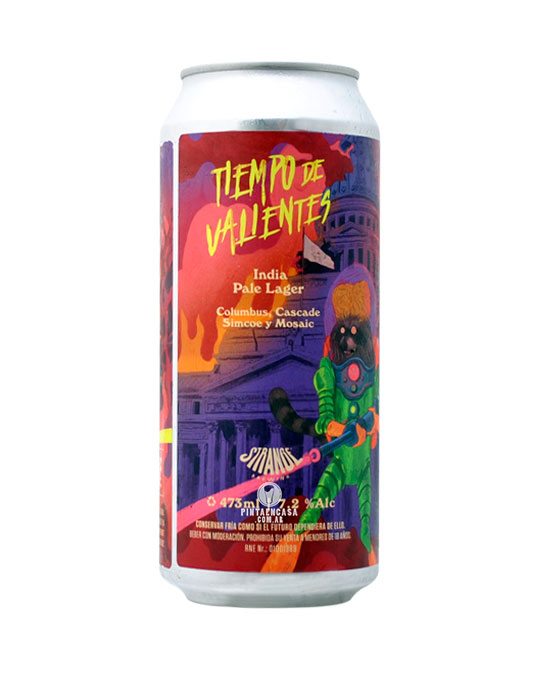 TIEMPO DE
VALIENTES
India
Pale Lager
Columbus, Cascade
Simcoe y Mosaic
STRANGE
BREWING
473ml 7.2 %Alc
PINTAENCASA
.COM.AR
CONSERVAR FRÍA COMO SI EL FUTURO DEPENDIERA DE ELLO.
BEBER CON MODERACIÓN. PROHIBIDA SU VENTA A MENORES DE 18 AÑOS.